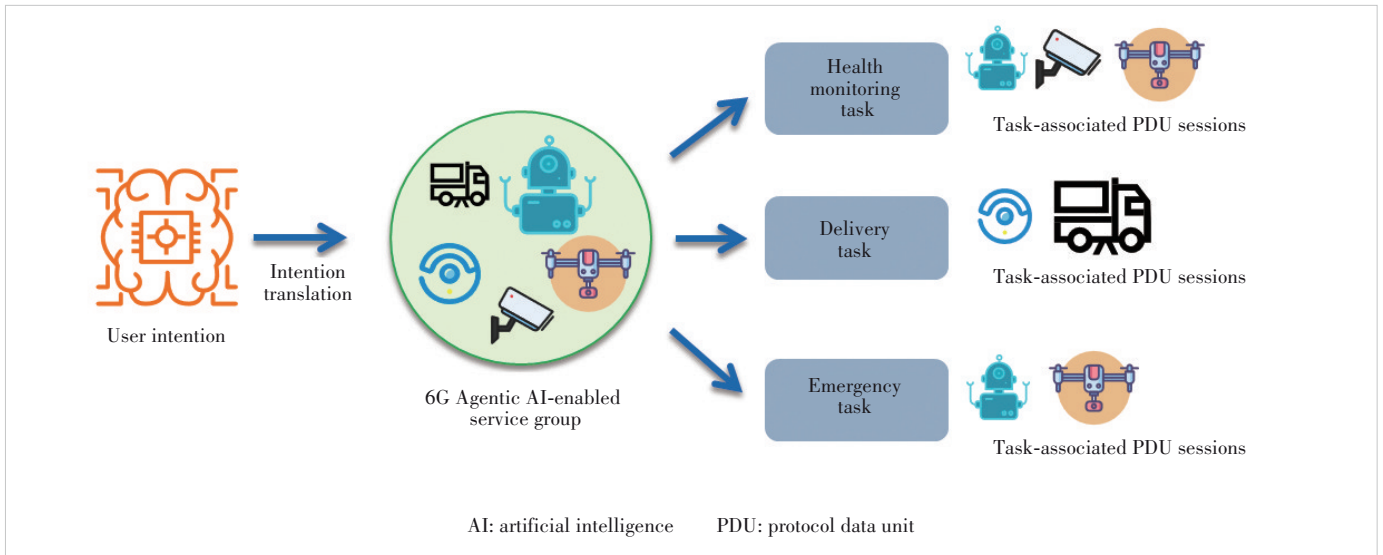 User intention
Intention
translation
6G Agentic AI-enabled
service group
Health
monitoring
task
Task-associated PDU sessions
Delivery
task
Task-associated PDU sessions
Emergency
task
Task-associated PDU sessions
AI: artificial intelligence PDU: protocol data unit